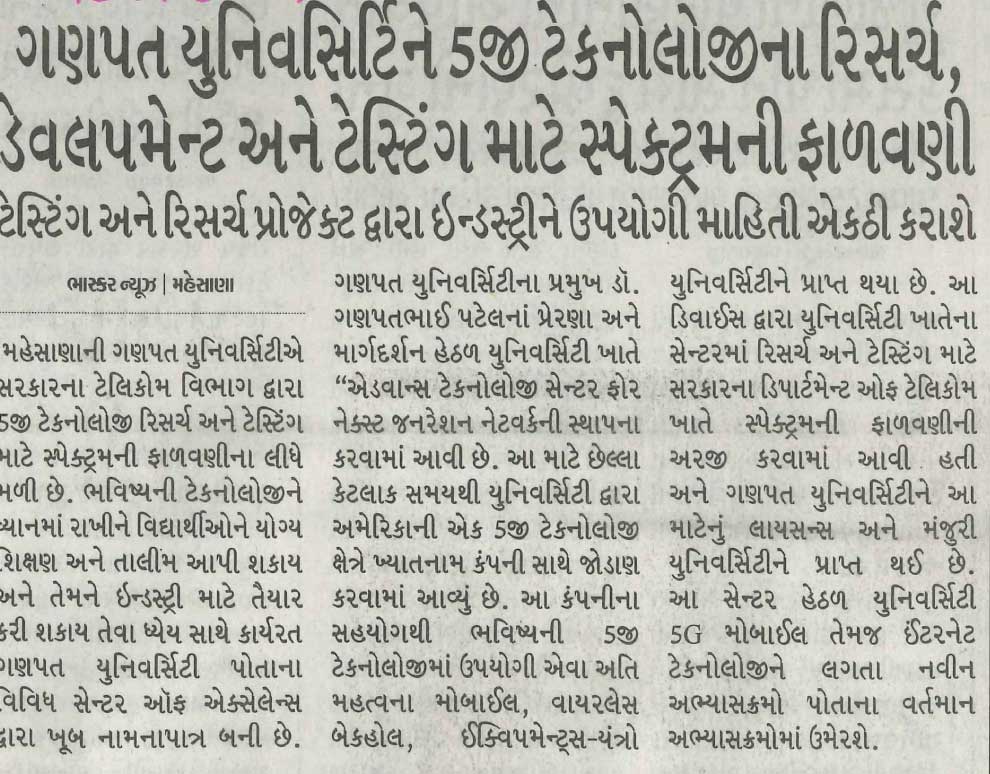 ગણપત યુનિવસિર્ટિને 5જી ટેકનોલોજીના રિસર્ચ,
ડેવલપમેન્ટ અને ટેસ્ટિંગ માટે સ્પેક્ટ્રમની ફાળવણી
ટેસ્ટિંગ અને રિસર્ચ પ્રોજેક્ટ દ્વારા ઇન્ડસ્ટ્રીને ઉપયોગી માહિતી એકઠી કરાશે
ભાસ્કર ન્યૂઝ | મહેસાણા
મહેસાણાની ગણપત યુનિવર્સિટીએ
સરકારના ટેલિકોમ વિભાગ દ્વારા
5જી ટેકનોલોજી રિસર્ચ અને ટેસ્ટિંગ
માટે સ્પેક્ટ્રમની ફાળવણીના લીધે
મળી છે. ભવિષ્યની ટેકનોલોજીને
ધ્યાનમાં રાખીને વિદ્યાર્થીઓને યોગ્ય
શિક્ષણ અને તાલીમ આપી શકાય
અને તેમને ઇન્ડસ્ટ્રી માટે તૈયાર
કરી શકાય તેવા ધ્યેય સાથે કાર્યરત
ગણપત યુનિવર્સિટી પોતાના
વિવિધ સેન્ટર ઑફ એક્સેલેન્સ
દ્વારા ખૂબ નામનાપાત્ર બની છે.
ગણપત યુનિવર્સિટીના પ્રમુખ ડૉ.
ગણપતભાઈ પટેલનાં પ્રેરણા અને
માર્ગદર્શન હેઠળ યુનિવર્સિટી ખાતે
“એડવાન્સ ટેકનોલોજી સેન્ટર ફોર
નેક્સ્ટ જનરેશન નેટવર્કની સ્થાપના
કરવામાં આવી છે. આ માટે છેલ્લા
કેટલાક સમયથી યુનિવર્સિટી દ્વારા
અમેરિકાની એક 5જી ટેકનોલોજી
ક્ષેત્રે ખ્યાતનામ કંપની સાથે જોડાણ
કરવામાં આવ્યું છે. આ કંપનીના
સહયોગથી ભવિષ્યની 5જી
ટેકનોલોજીમાં ઉપયોગી એવા અતિ
મહત્વના મોબાઈલ, વાયરલેસ
બેકહોલ, ઈક્વિપમેન્ટ્સ-યંત્રો
યુનિવર્સિટીને પ્રાપ્ત થયા છે. આ
ડિવાઈસ દ્વારા યુનિવર્સિટી ખાતેના
સેન્ટરમાં રિસર્ચ અને ટેસ્ટિંગ માટે
સરકારના ડિપાર્ટમેન્ટ ઓફ ટેલિકોમ
ખાતે સ્પેક્ટ્રમની ફાળવણીની
અરજી કરવામાં આવી હતી
અને ગણપત યુનિવર્સિટીને આ
માટેનું લાયસન્સ અને મંજુરી
યુનિવર્સિટીને પ્રાપ્ત થઈ છે.
આ સેન્ટર હેઠળ યુનિવર્સિટી
5G મોબાઈલ તેમજ ઈંટરનેટ
ટેકનોલોજીને લગતા નવીન
અભ્યાસક્રમો પોતાના વર્તમાન
અભ્યાસક્રમોમાં ઉમેરશે.